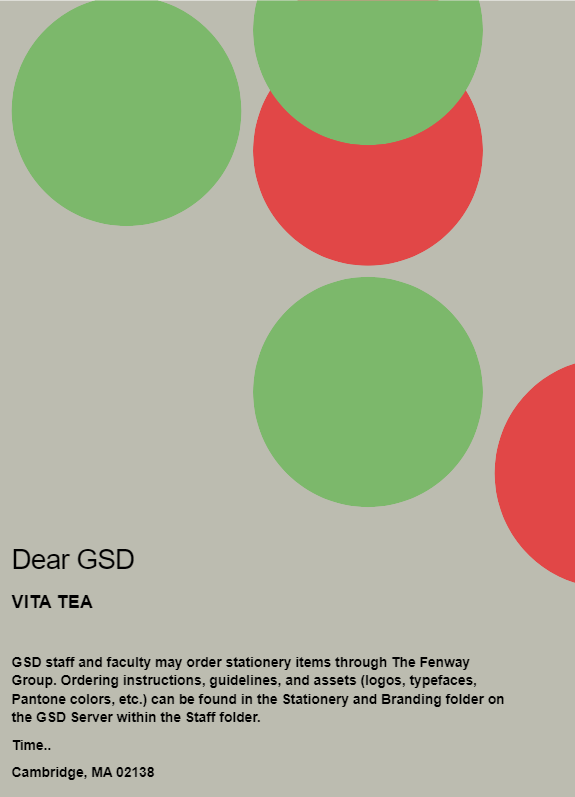 Dear GSD
VITA TEA
GSD staff and faculty may order stationery items through The Fenway
Group. Ordering instructions, guidelines, and assets (logos, typefaces,
Pantone colors, etc.) can be found in the Stationery and Branding folder on
the GSD Server within the Staff folder.
Time..
Cambridge, MA 02138